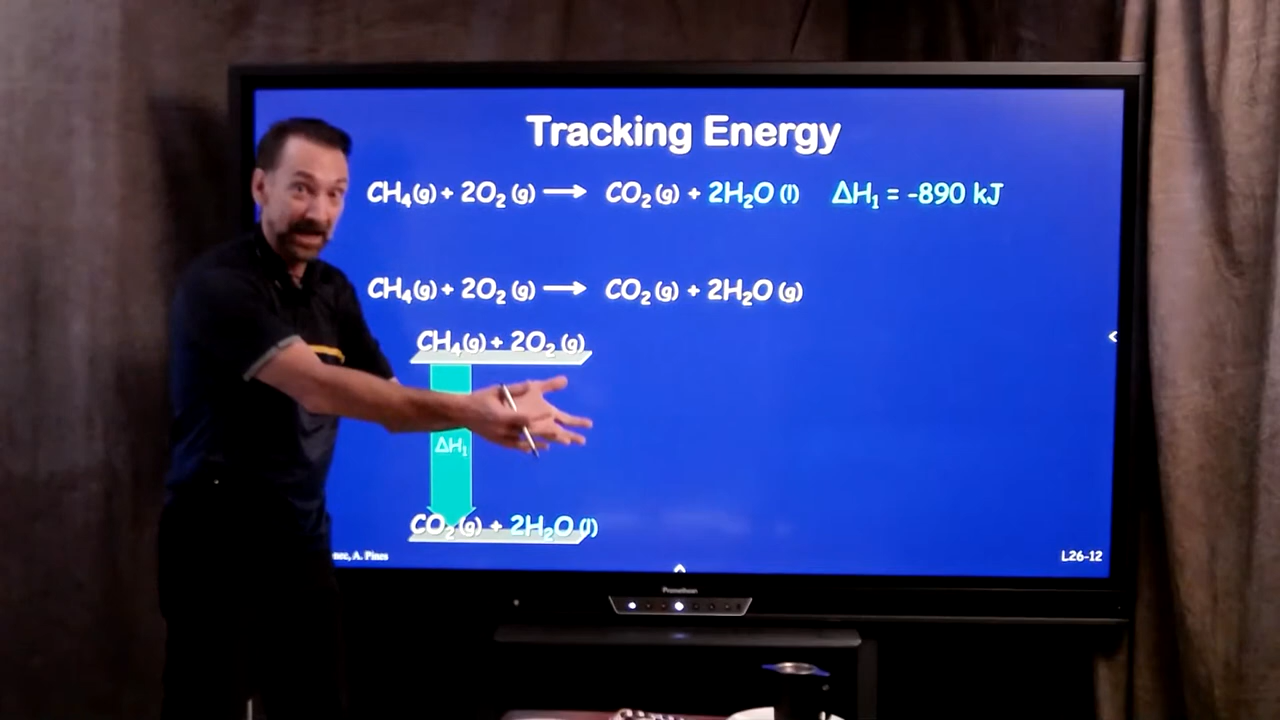 Tracking Energy
CH₄(g) + 2O₂ (g) ⟶ CO₂ (g) + 2H₂O (l) ΔH₁ = -890 kJ
CH₄(g) + 2O₂ (g) ⟶ CO₂ (g) + 2H₂O (g)
CH₄(g) + 2O₂ (g)
ΔH₁
CO₂ (g) + 2H₂O (l)
A. Pines
L26-12
Promethean